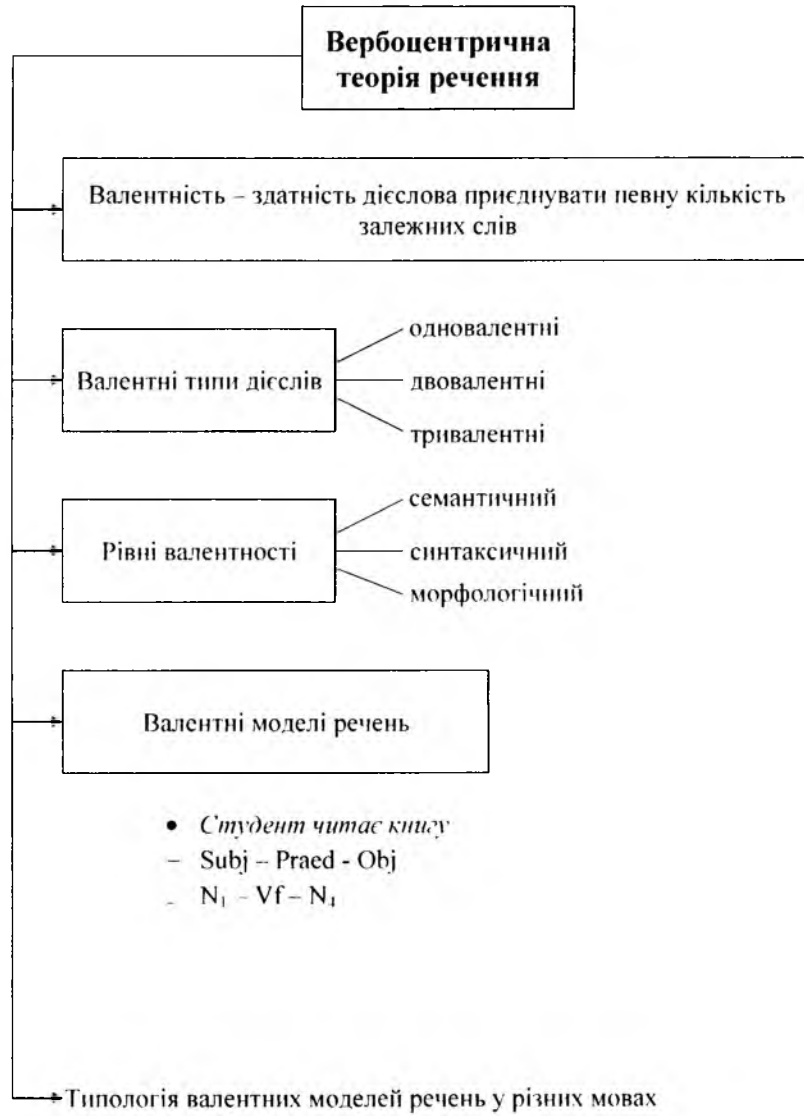 Вербоцентрична
теорія речення
Валентність – здатність дієслова приєднувати певну кількість
залежних слів
Валентні типи дієслів
одновалентні
двовалентні
тривалентні
Рівні валентності
семантичний
синтаксичний
морфологічний
Валентні моделі речень
• Студент читає книгу
– Subj – Praed - Obj
– N₁ – Vf – N₄
Типологія валентних моделей речень у різних мовах